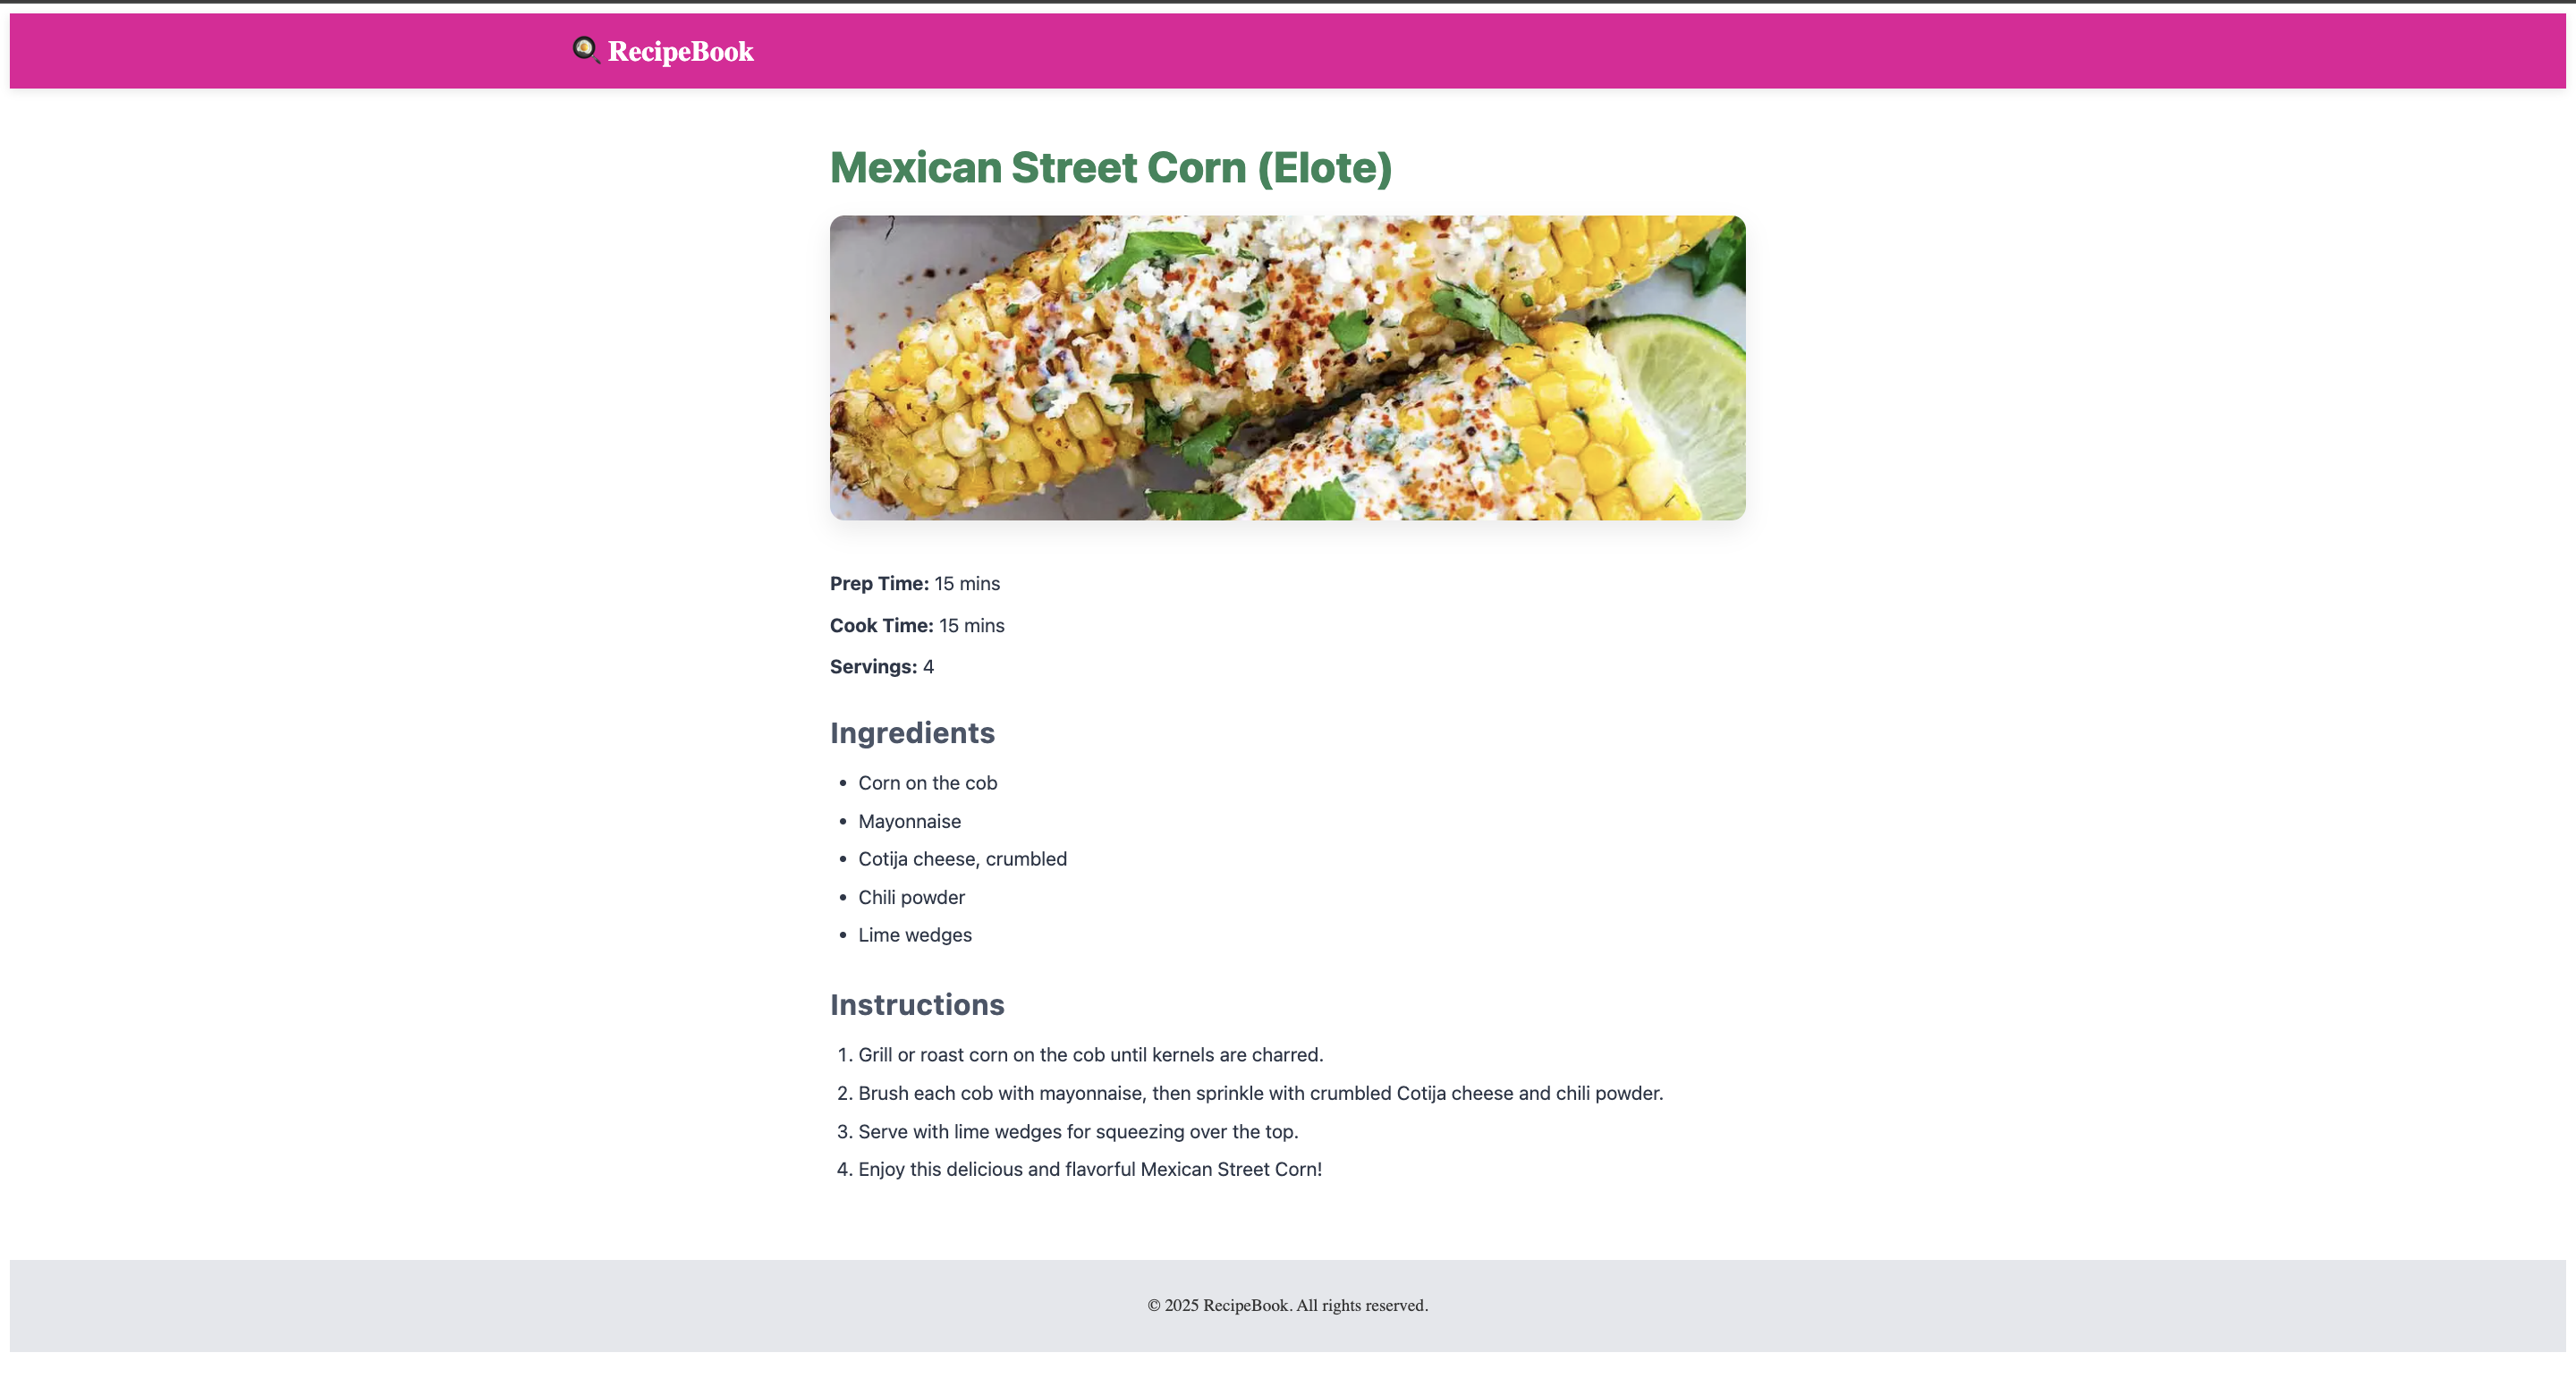 RecipeBook
Mexican Street Corn (Elote)
Prep Time: 15 mins
Cook Time: 15 mins
Servings: 4
Ingredients
• Corn on the cob
• Mayonnaise
• Cotija cheese, crumbled
• Chili powder
• Lime wedges
Instructions
1. Grill or roast corn on the cob until kernels are charred.
2. Brush each cob with mayonnaise, then sprinkle with crumbled Cotija cheese and chili powder.
3. Serve with lime wedges for squeezing over the top.
4. Enjoy this delicious and flavorful Mexican Street Corn!
© 2025 RecipeBook. All rights reserved.